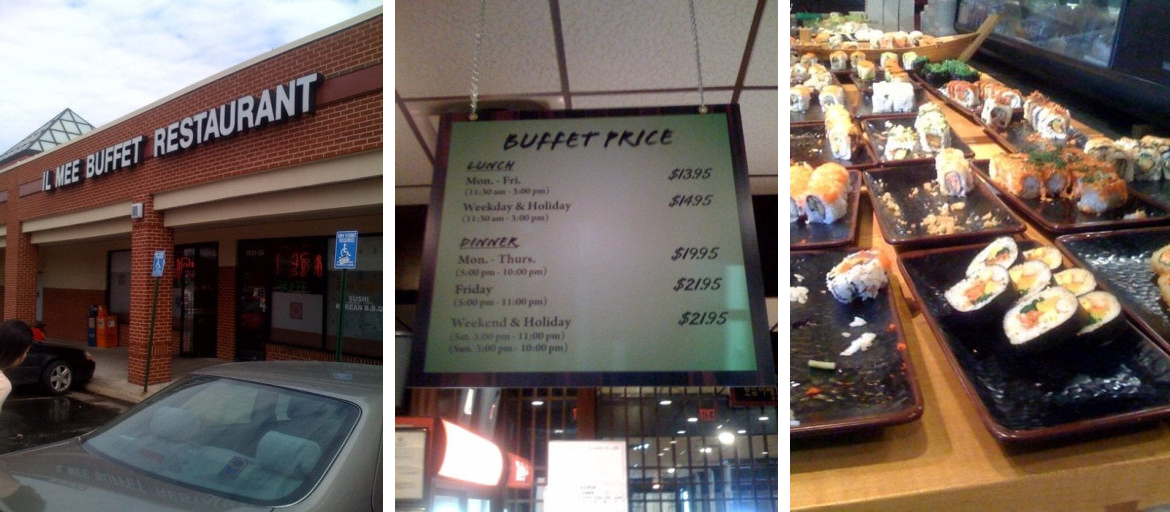 IL MEE BUFFET RESTAURANT
SUSHI
KOREAN B.B.Q
BUFFET PRICE
LUNCH
Mon. - Fri. $13.95
(11:30 am - 3:00 pm)
Weekday & Holiday $14.95
(11:30 am - 3:00 pm)
DINNER
Mon. - Thurs. $19.95
(5:00 pm - 10:00 pm)
Friday $21.95
(5:00 pm - 11:00 pm)
Weekend & Holiday $21.95
(Sat. 3:00 pm - 11:00 pm)
(Sun. 3:00 pm - 10:00 pm)